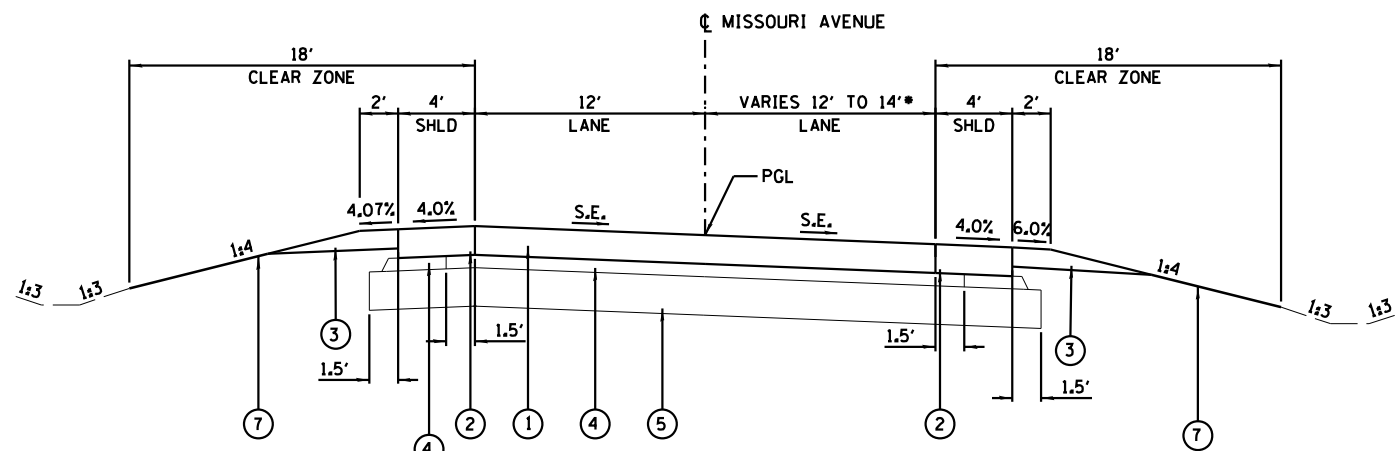 ℄ MISSOURI AVENUE
18'
CLEAR ZONE
18'
CLEAR ZONE
2'
4'
SHLD
12'
LANE
VARIES 12' TO 14'*
LANE
4'
SHLD
2'
PGL
4.07%
4.0%
S.E.
S.E.
4.0%
6.0%
1:4
1:4
1:3
1:3
1:3
1:3
3
1.5'
1.5'
1.5'
3
1.5'
7
4
2
1
4
5
2
7